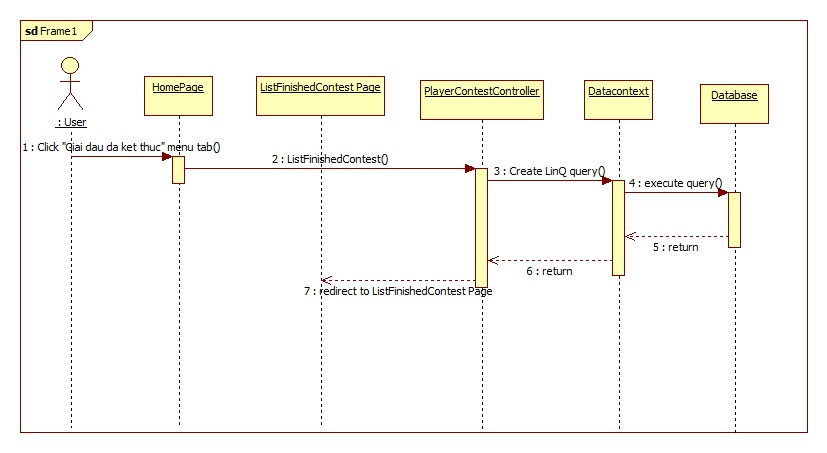 sd Frame1
: User
HomePage
ListFinishedContest Page
PlayerContestController
Datacontext
Database
1 : Click "Giai dau da ket thuc" menu tab()
2 : ListFinishedContest()
3 : Create LinQ query()
4 : execute query()
5 : return
6 : return
7 : redirect to ListFinishedContest Page